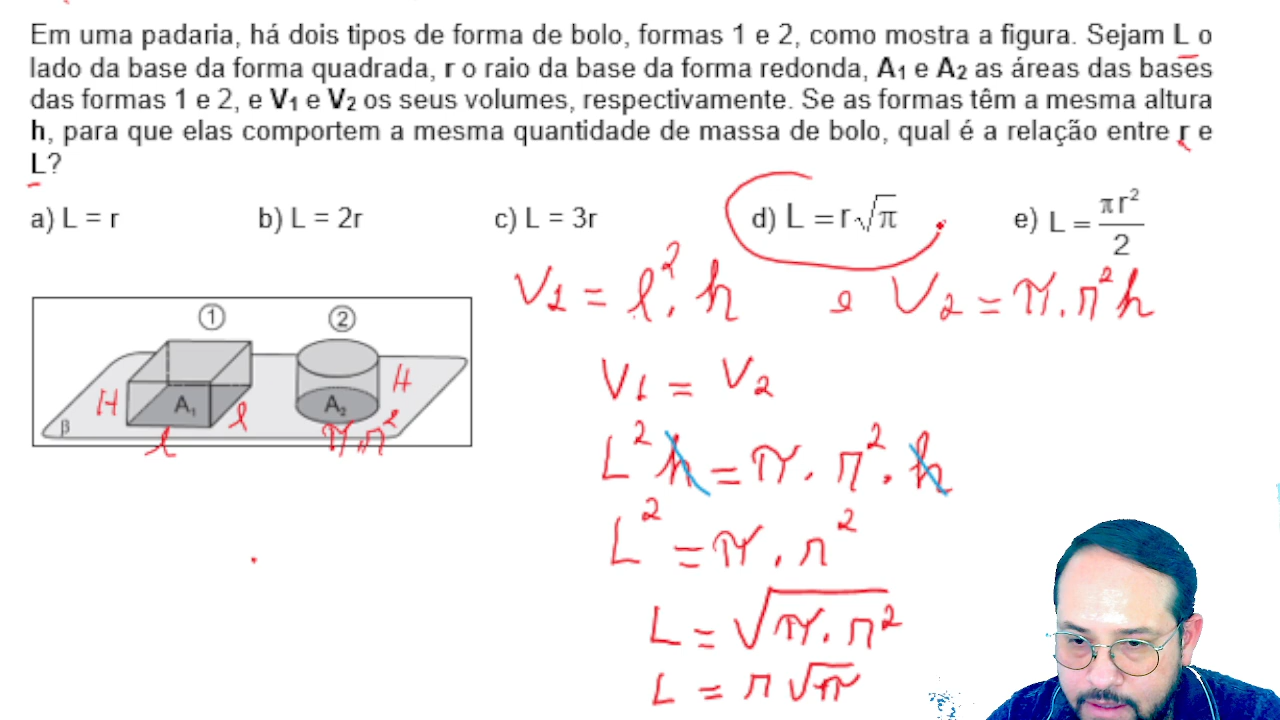 Em uma padaria, há dois tipos de forma de bolo, formas 1 e 2, como mostra a figura. Sejam L o
lado da base da forma quadrada, r o raio da base da forma redonda, A₁ e A₂ as áreas das bases
das formas 1 e 2, e V₁ e V₂ os seus volumes, respectivamente. Se as formas têm a mesma altura
h, para que elas comportem a mesma quantidade de massa de bolo, qual é a relação entre r e
L?
a) L = r b) L = 2r c) L = 3r d) L = r√π e) L = πr²/2
V₁ = l².h e V₂ = π.r²h
① ②
H A₁ l A₂ H
β l π.r²
V₁ = V₂
L²h = π.r².h
L² = π.r²
L = √π.r²
L = r√π